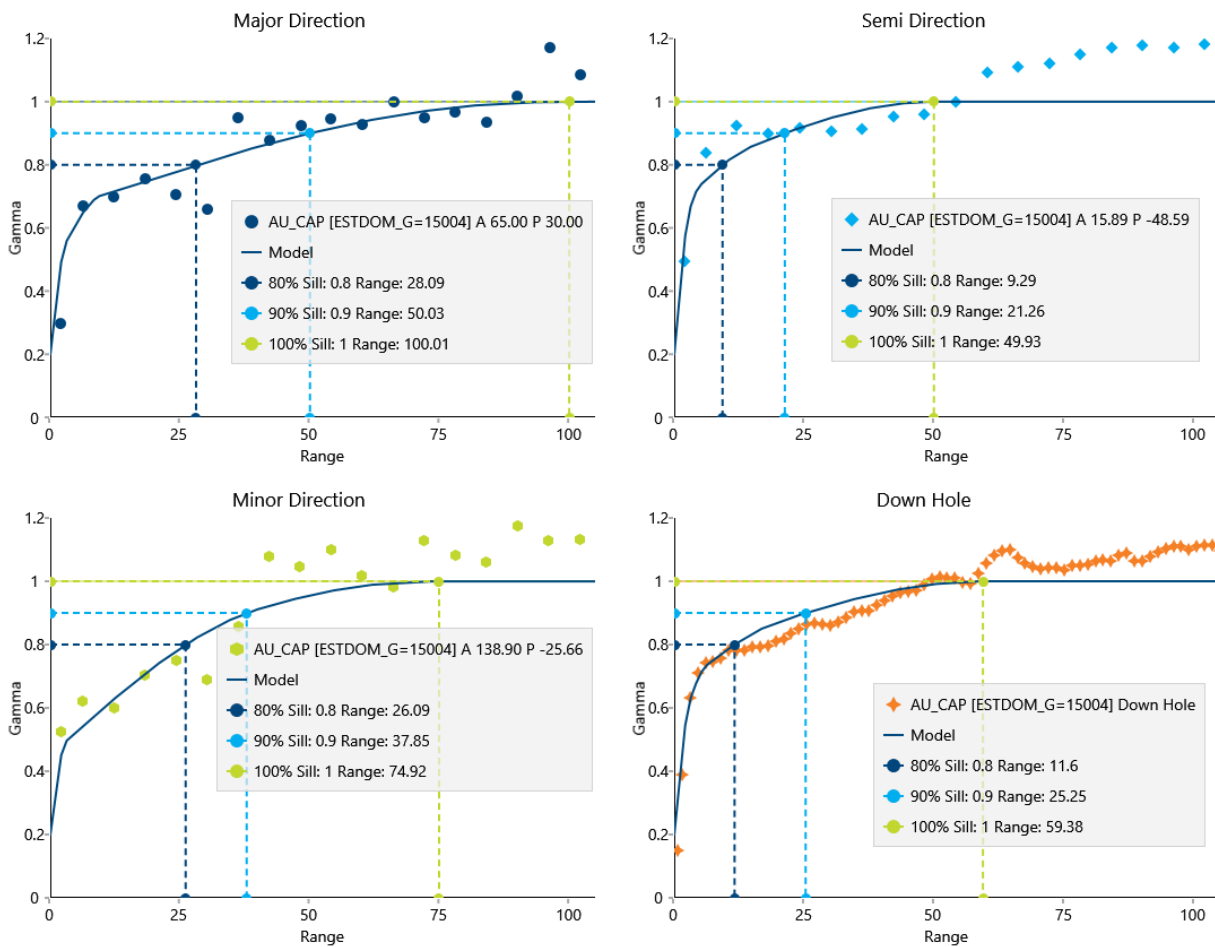 Major Direction
1.2
1
0.8
0.6
0.4
0.2
0
Gamma
0
25
50
75
100
Range
AU_CAP [ESTDOM_G=15004] A 65.00 P 30.00
Model
80% Sill: 0.8 Range: 28.09
90% Sill: 0.9 Range: 50.03
100% Sill: 1 Range: 100.01
Semi Direction
1.2
1
0.8
0.6
0.4
0.2
0
Gamma
0
25
50
75
100
Range
AU_CAP [ESTDOM_G=15004] A 15.89 P -48.59
Model
80% Sill: 0.8 Range: 9.29
90% Sill: 0.9 Range: 21.26
100% Sill: 1 Range: 49.93
Minor Direction
1.2
1
0.8
0.6
0.4
0.2
0
Gamma
0
25
50
75
100
Range
AU_CAP [ESTDOM_G=15004] A 138.90 P -25.66
Model
80% Sill: 0.8 Range: 26.09
90% Sill: 0.9 Range: 37.85
100% Sill: 1 Range: 74.92
Down Hole
1.2
1
0.8
0.6
0.4
0.2
0
Gamma
0
25
50
75
100
Range
AU_CAP [ESTDOM_G=15004] Down Hole
Model
80% Sill: 0.8 Range: 11.6
90% Sill: 0.9 Range: 25.25
100% Sill: 1 Range: 59.38